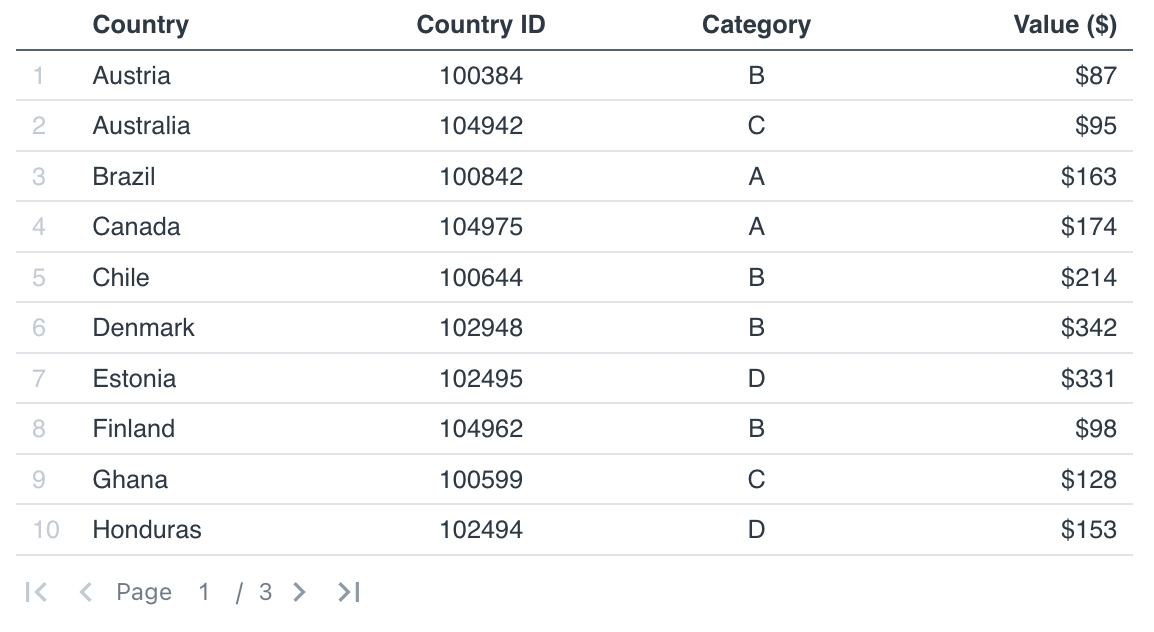 Country Country ID Category Value ($)
1 Austria 100384 B $87
2 Australia 104942 C $95
3 Brazil 100842 A $163
4 Canada 104975 A $174
5 Chile 100644 B $214
6 Denmark 102948 B $342
7 Estonia 102495 D $331
8 Finland 104962 B $98
9 Ghana 100599 C $128
10 Honduras 102494 D $153
Page 1 / 3